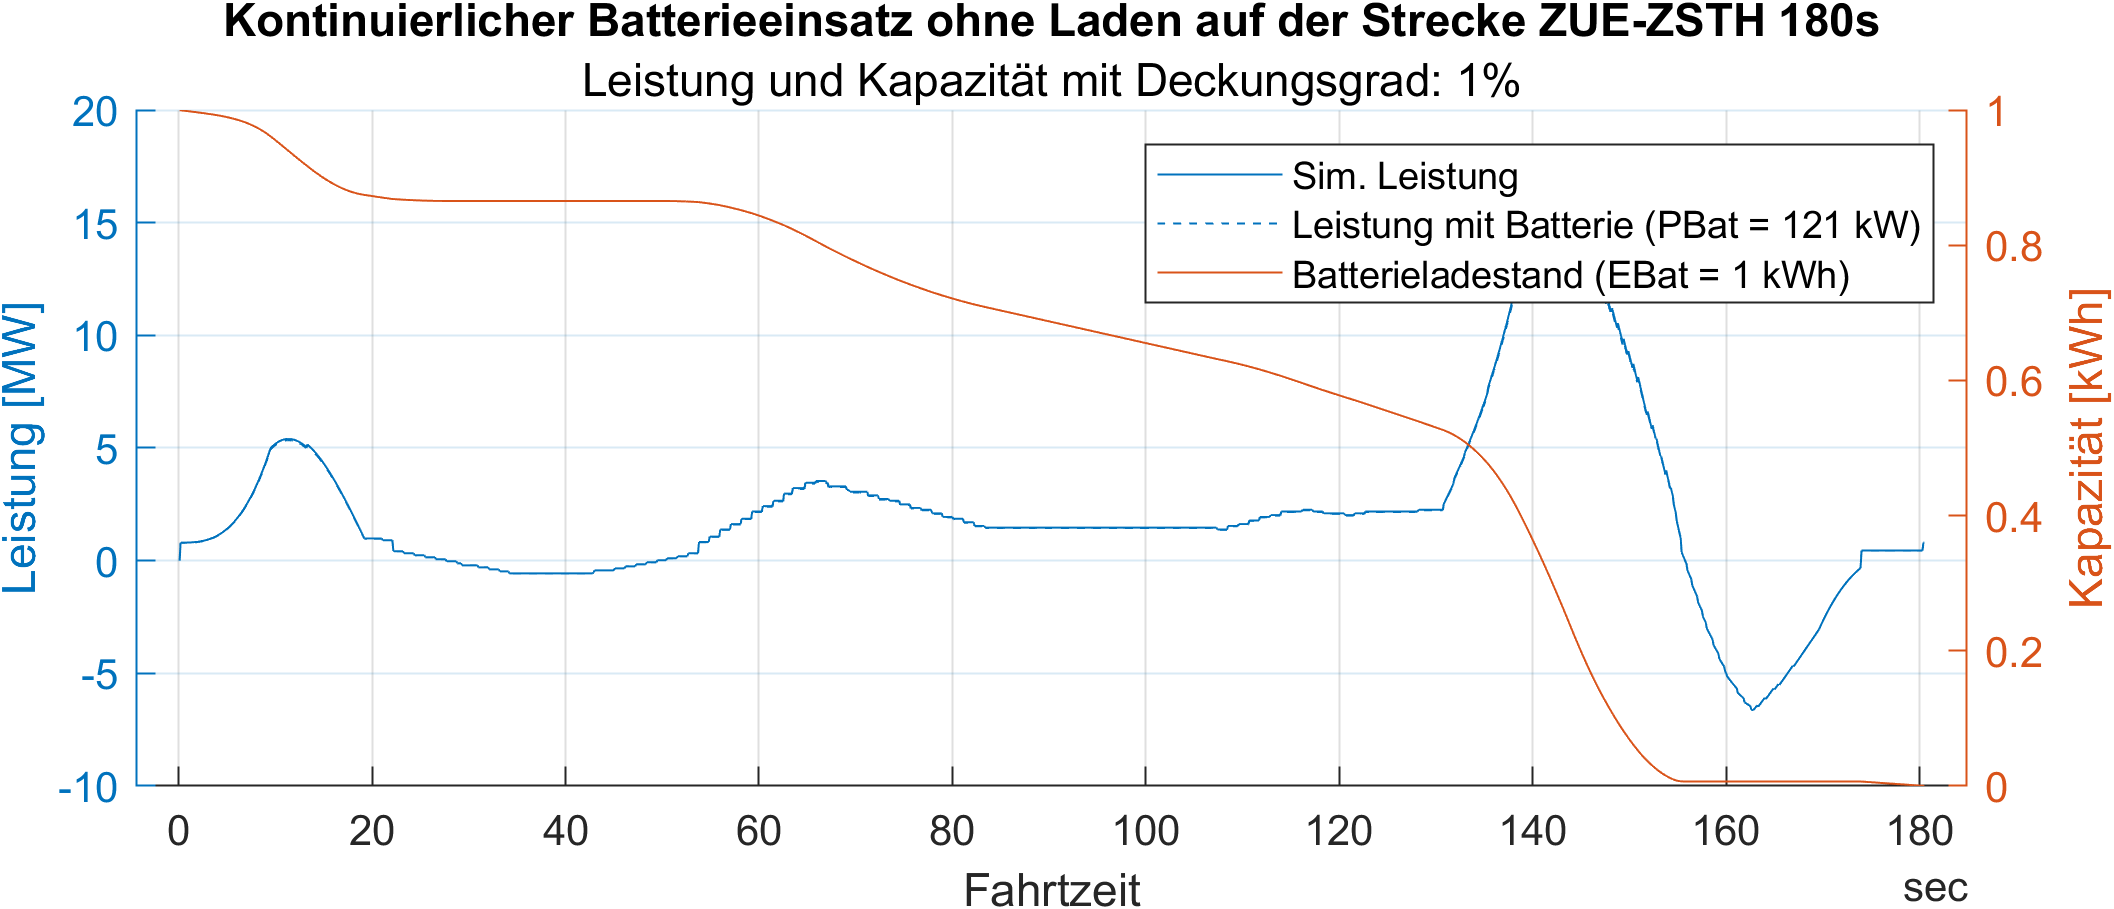 Kontinuierlicher Batterieeinsatz ohne Laden auf der Strecke ZUE-ZSTH 180s
Leistung und Kapazität mit Deckungsgrad: 1%
Leistung [MW]
20
15
10
5
0
-5
-10
Sim. Leistung
Leistung mit Batterie (PBat = 121 kW)
Batterieladestand (EBat = 1 kWh)
1
0.8
0.6
0.4
0.2
0
Kapazität [kWh]
0 20 40 60 80 100 120 140 160 180
Fahrtzeit
sec